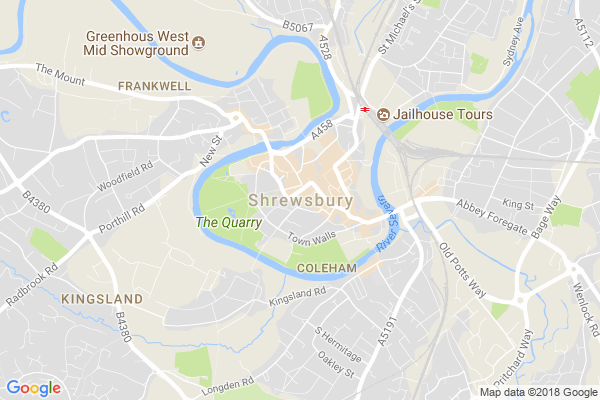 B5067
A528
St Michael's S
Sydney Ave
A5112
Greenhous West
Mid Showground
The Mount
FRANKWELL
Jailhouse Tours
A458
New St
Woodfield Rd
B4380
Porthill Rd
Shrewsbury
The Quarry
River Severn
King St
Abbey Foregate
Bage Way
Town Walls
Radbrook Rd
COLEHAM
Old Potts Way
Wenlock Rd
KINGSLAND
Kingsland Rd
B4380
S Hermitage
A5191
Oakley St
Pritchard Way
Longden Rd
Google
Map data ©2018 Google